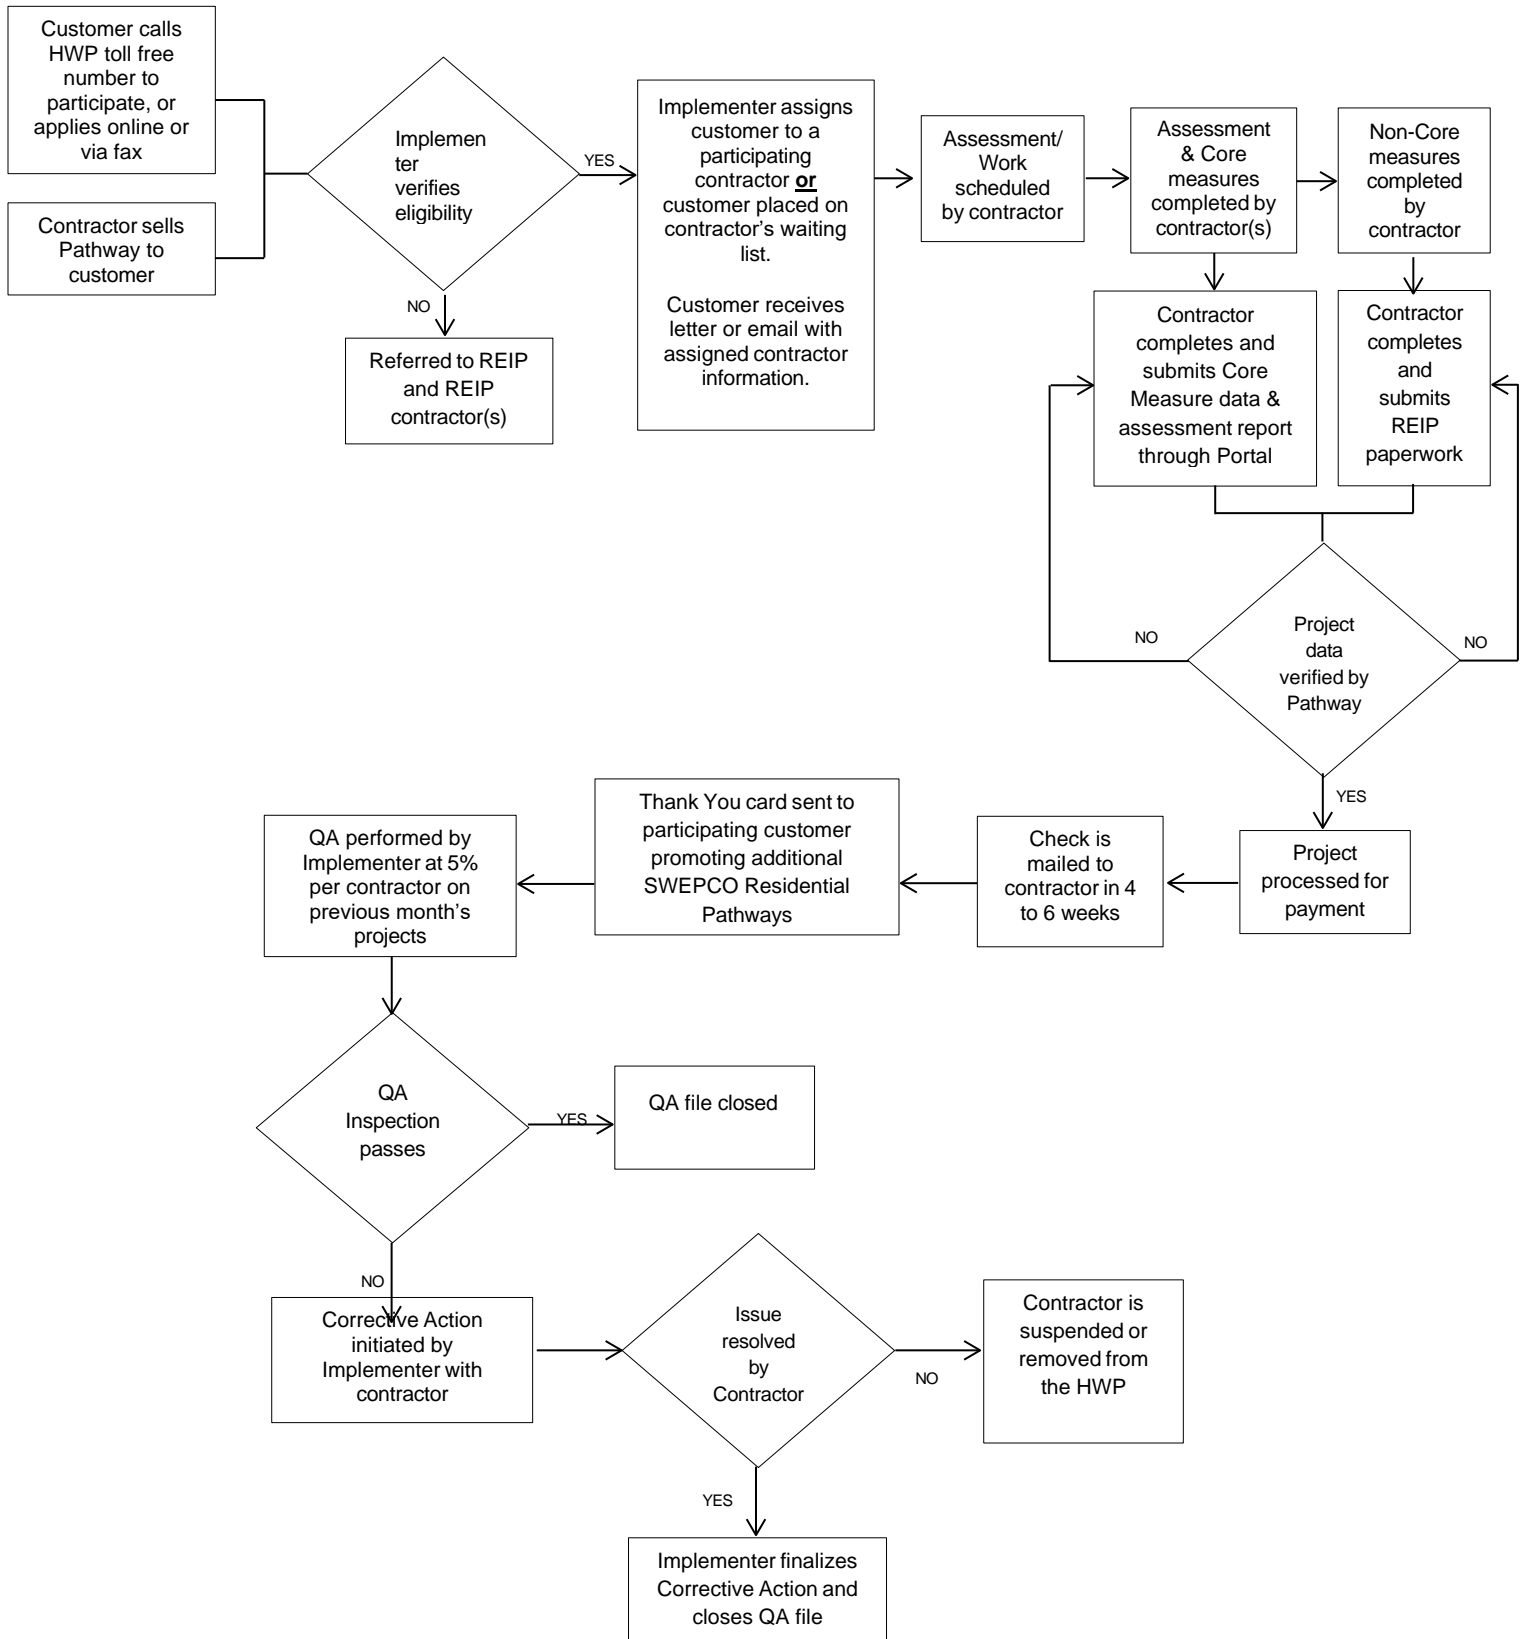 Customer calls
HWP toll free
number to
participate, or
applies online or
via fax
Contractor sells
Pathway to
customer
Implemen
ter
verifies
eligibility
YES
NO
Referred to REIP
and REIP
contractor(s)
Implementer assigns
customer to a
participating
contractor or
customer placed on
contractor’s waiting
list.
Customer receives
letter or email with
assigned contractor
information.
Assessment/
Work
scheduled
by contractor
Assessment
& Core
measures
completed by
contractor(s)
Non-Core
measures
completed
by
contractor
Contractor
completes and
submits Core
Measure data &
assessment report
through Portal
Contractor
completes
and
submits
REIP
paperwork
NO
Project
data
verified by
Pathway
NO
YES
Project
processed for
payment
Check is
mailed to
contractor in 4
to 6 weeks
Thank You card sent to
participating customer
promoting additional
SWEPCO Residential
Pathways
QA performed by
Implementer at 5%
per contractor on
previous month’s
projects
QA
Inspection
passes
YES
QA file closed
NO
Corrective Action
initiated by
Implementer with
contractor
Issue
resolved
by
Contractor
NO
Contractor is
suspended or
removed from
the HWP
YES
Implementer finalizes
Corrective Action and
closes QA file